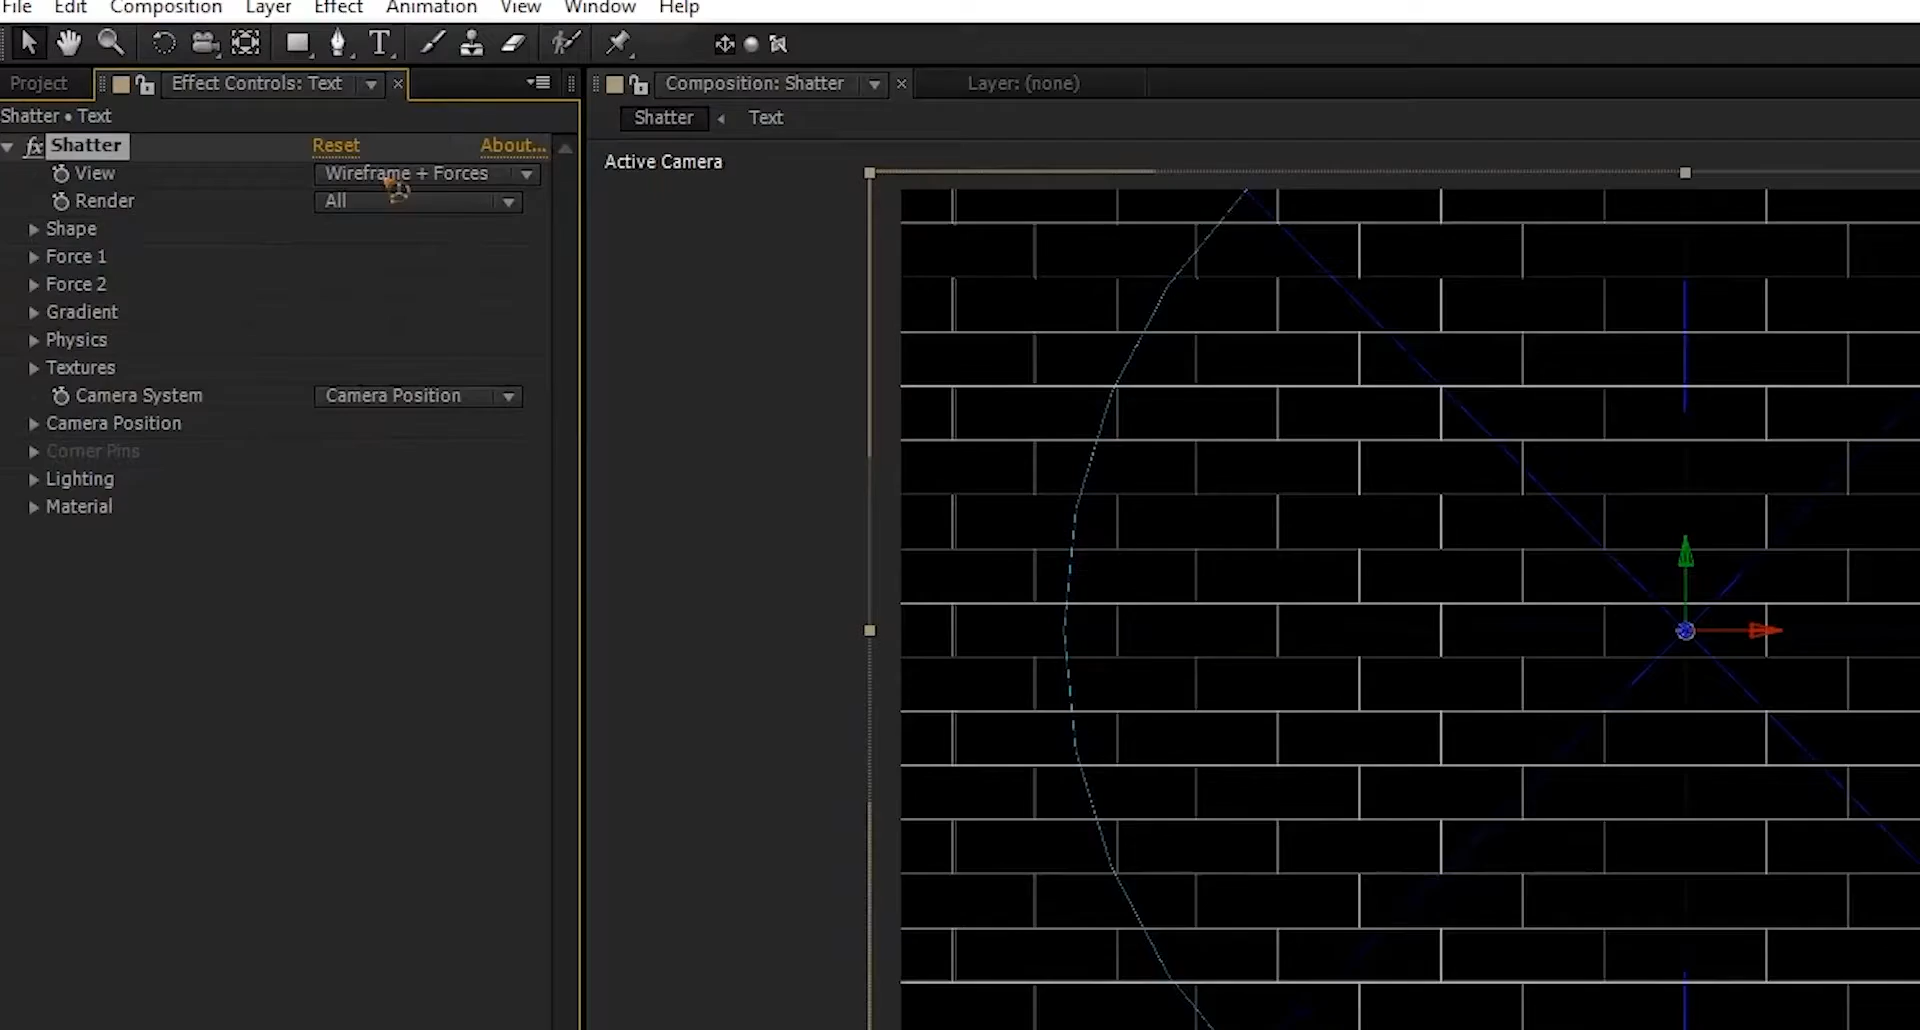 File Edit Composition Layer Effect Animation View Window Help
Project Effect Controls: Text Composition: Shatter Layer: (none)
Shatter • Text
Shatter Text
fx Shatter Reset About...
Active Camera
View Wireframe + Forces
Render All
Shape
Force 1
Force 2
Gradient
Physics
Textures
Camera System Camera Position
Camera Position
Corner Pins
Lighting
Material